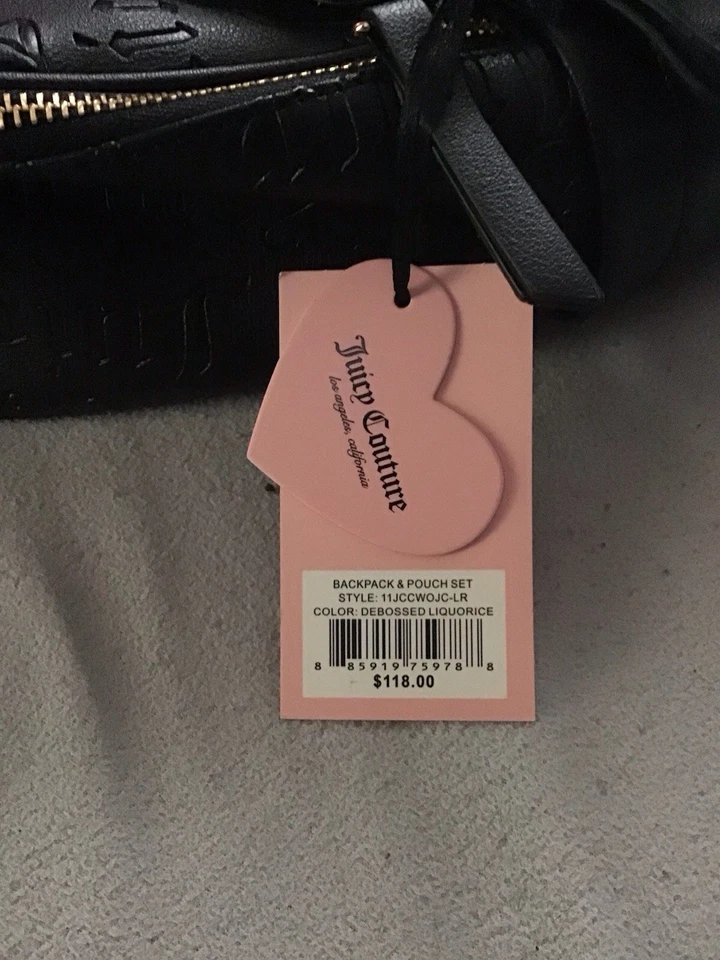 Juicy Couture
los angeles, california
BACKPACK & POUCH SET
STYLE: 11JCCWOJC-LR
COLOR: DEBOSSED LIQUORICE
8 85919 75978 8
$118.00